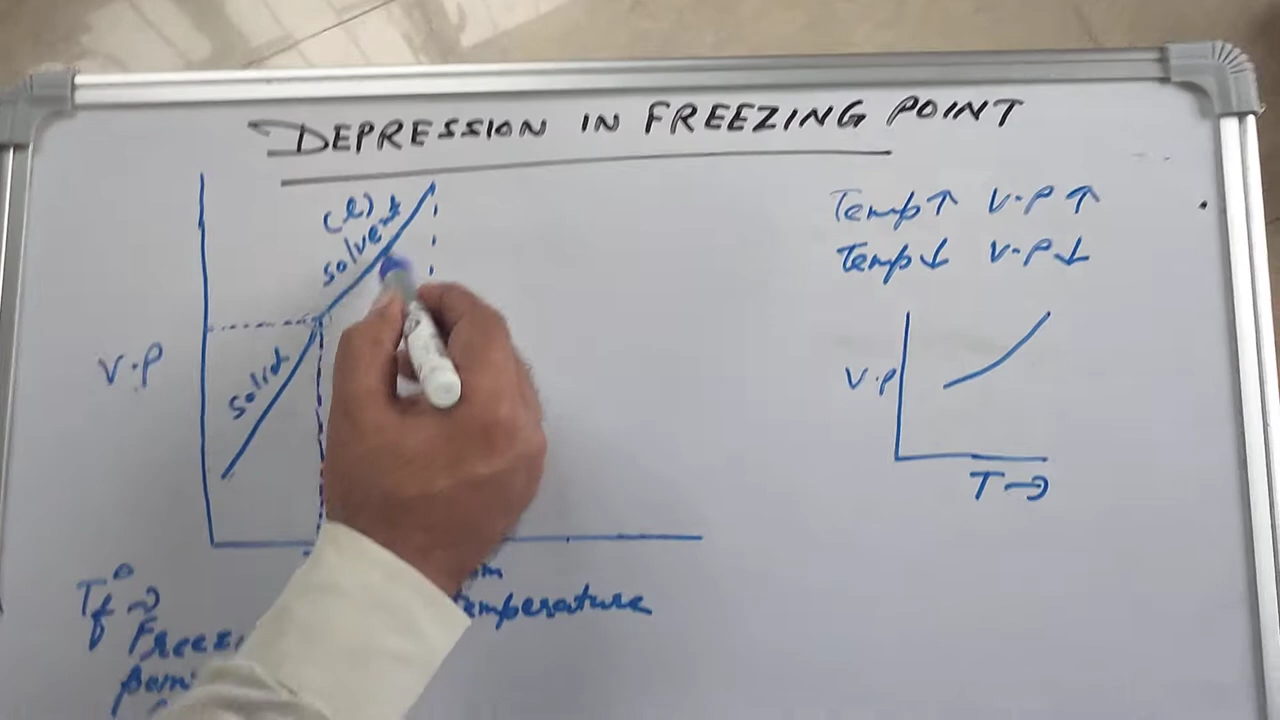 DEPRESSION IN FREEZING POINT
Temp↑ V.P↑
Temp↓ V.P↓
(l)
solvent
solid
V.P
V.P
T→
Tf°
temperature